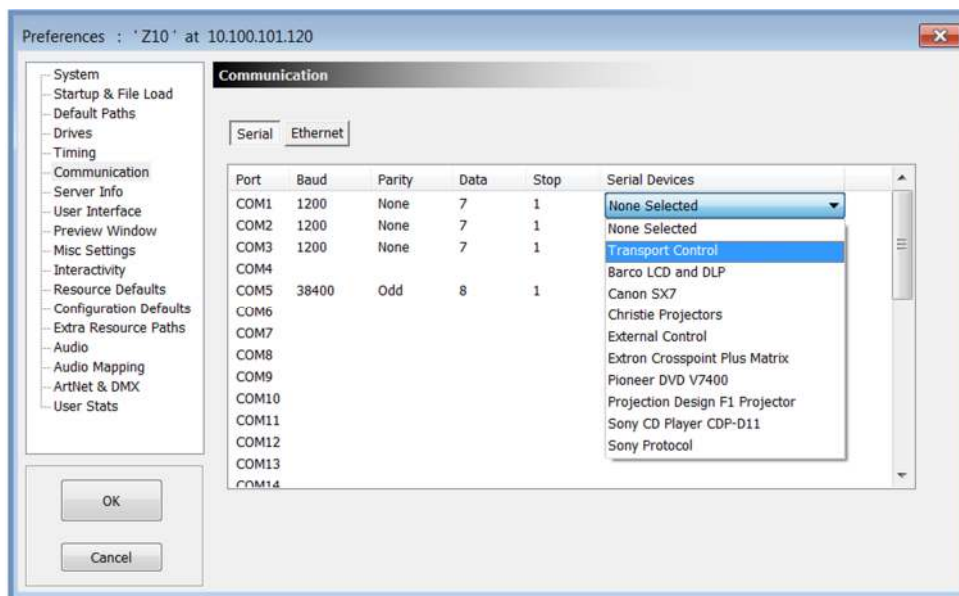 Preferences : 'Z10' at 10.100.101.120
System
Startup & File Load
Default Paths
Drives
Timing
Communication
Server Info
User Interface
Preview Window
Misc Settings
Interactivity
Resource Defaults
Configuration Defaults
Extra Resource Paths
Audio
Audio Mapping
ArtNet & DMX
User Stats
OK
Cancel
Communication
Serial Ethernet
Port Baud Parity Data Stop Serial Devices
COM1 1200 None 7 1 None Selected
COM2 1200 None 7 1
COM3 1200 None 7 1
COM4
COM5 38400 Odd 8 1
COM6
COM7
COM8
COM9
COM10
COM11
COM12
COM13
COM14
None Selected
Transport Control
Barco LCD and DLP
Canon SX7
Christie Projectors
External Control
Extron Crosspoint Plus Matrix
Pioneer DVD V7400
Projection Design F1 Projector
Sony CD Player CDP-D11
Sony Protocol